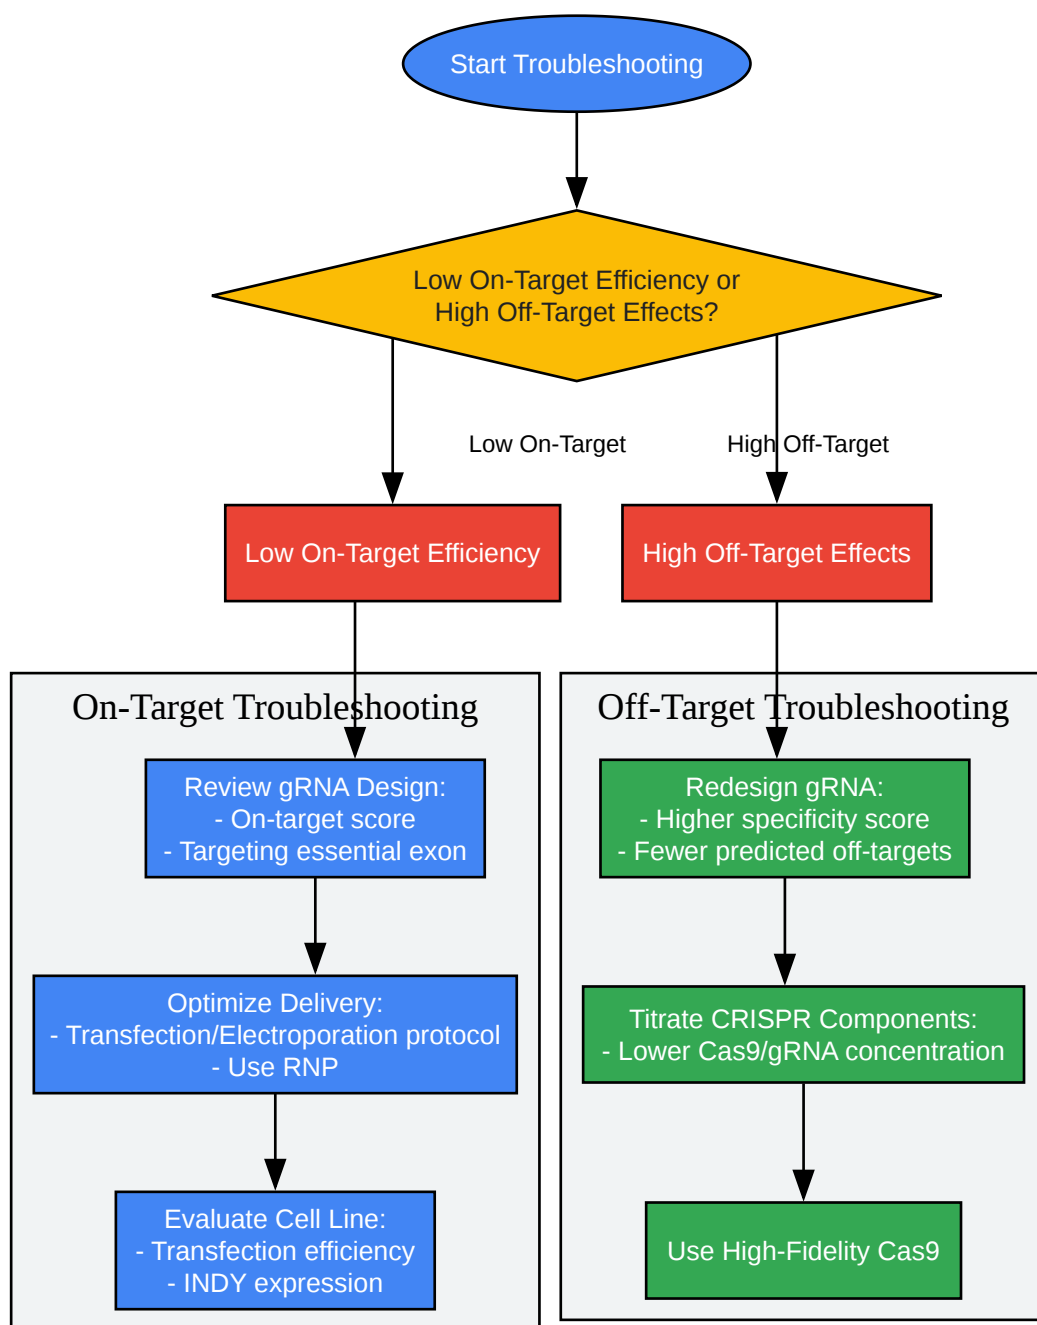 Start Troubleshooting
Low On-Target Efficiency or
High Off-Target Effects?
Low On-Target
High Off-Target
Low On-Target Efficiency
High Off-Target Effects
On-Target Troubleshooting
Review gRNA Design:
- On-target score
- Targeting essential exon
Optimize Delivery:
- Transfection/Electroporation protocol
- Use RNP
Evaluate Cell Line:
- Transfection efficiency
- INDY expression
Off-Target Troubleshooting
Redesign gRNA:
- Higher specificity score
- Fewer predicted off-targets
Titrate CRISPR Components:
- Lower Cas9/gRNA concentration
Use High-Fidelity Cas9